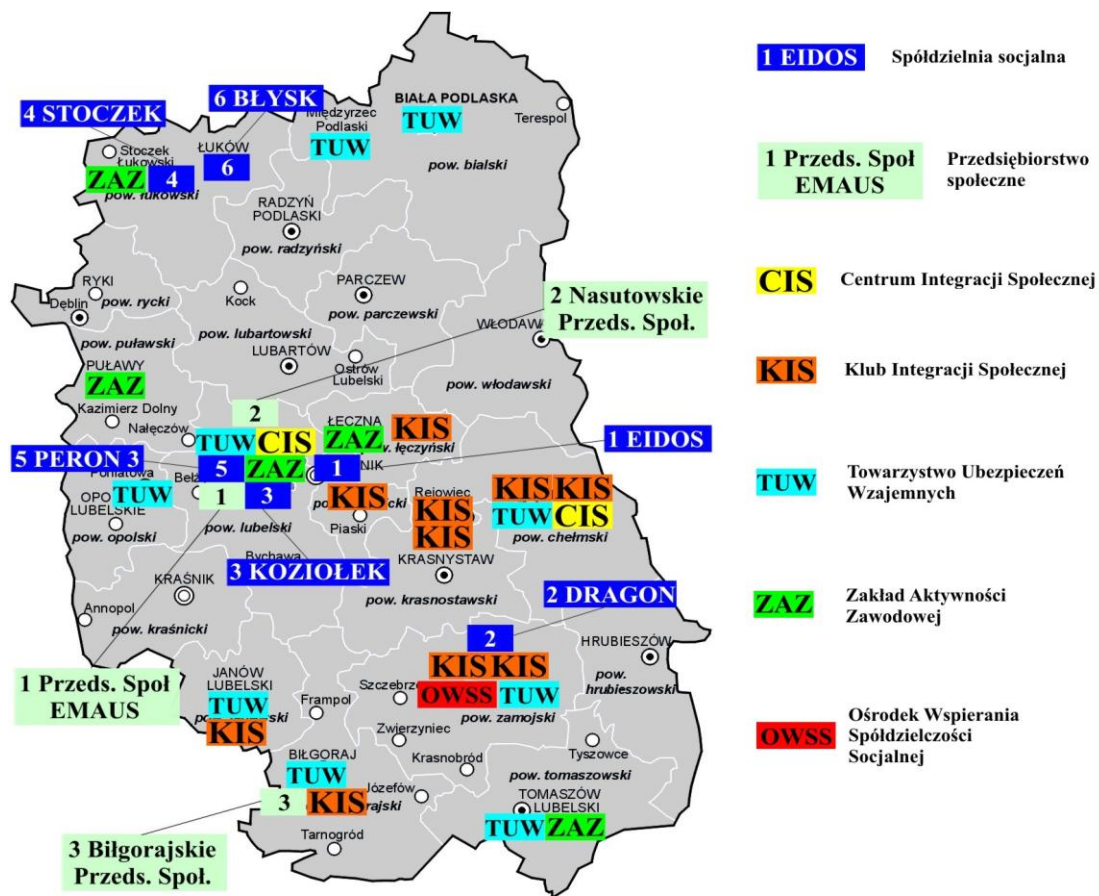 6 BŁYSK
4 STOCZEK
BIAŁA PODLASKA
TUW
Terespol
Międzyrzec
Podlaski
TUW
pow. bialski
Stoczek
Łukowski
ŁUKÓW
6
ZAZ 4
pow. łukowski
RADZYŃ
PODLASKI
pow. radzyński
RYKI
pow. rycki
Dęblin
Kock
PARCZEW
pow. parczewski
2 Nasutowskie
Przeds. Społ.
pow. puławski
pow. lubartowski
WŁODAW
LUBARTÓW
Ostrów
Lubelski
pow. włodawski
PUŁAWY
ZAZ
Kazimierz Dolny
Nałęczów
2
TUW CIS
ŁĘCZNA
ZAZ
KIS
łęczyński
1 EIDOS
5 PERON 3
5 ZAZ 1
NIK
Poniatowa
TUW
OPO
LUBELSKIE
pow. opolski
Beł
1 3
pow. lubelski
KIS
cki
Piaski
Rejowiec
KIS
KIS
KIS KIS
TUW CIS
pow. chełmski
Bychawa
3 KOZIOŁEK
KRASNYSTAW
pow. krasnostawski
KRAŚNIK
Annopol
pow. kraśnicki
2 DRAGON
2
KIS KIS
OWSS TUW
Szczebrze
pow. zamojski
HRUBIESZÓW
pow.
hrubieszowski
1 Przeds. Społ
EMAUS
JANÓW
LUBELSKI
TUW
KIS
Frampol
Zwierzyniec
Krasnobród
Tyszowce
BIŁGORAJ
TUW
3 KIS
rajski
Józefów
pow. tomaszowski
TOMASZÓW
LUBELSKI
TUW ZAZ
Tarnogród
3 Biłgorajskie
Przeds. Społ.
1 EIDOS Spółdzielnia socjalna
1 Przeds. Społ
EMAUS
Przedsiębiorstwo
społeczne
CIS Centrum Integracji Społecznej
KIS Klub Integracji Społecznej
TUW Towarzystwo Ubezpieczeń
Wzajemnych
ZAZ Zakład Aktywności
Zawodowej
OWSS Ośrodek Wspierania
Spółdzielczości
Socjalnej